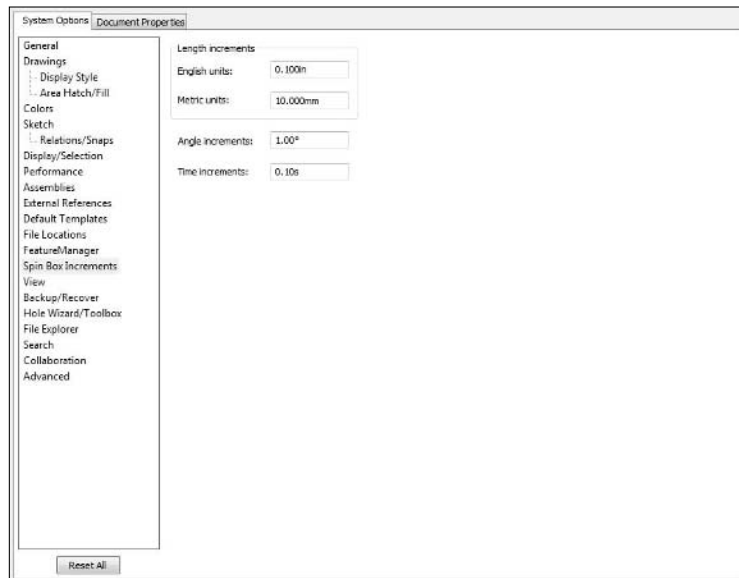 System Options
Document Properties
General
Drawings
Display Style
Area Hatch/Fill
Colors
Sketch
Relations/Snaps
Display/Selection
Performance
Assemblies
External References
Default Templates
File Locations
FeatureManager
Spin Box Increments
View
Backup/Recover
Hole Wizard/Toolbox
File Explorer
Search
Collaboration
Advanced
Reset All
Length increments
English units: 0.100in
Metric units: 10.000mm
Angle increments: 1.00°
Time increments: 0.10s